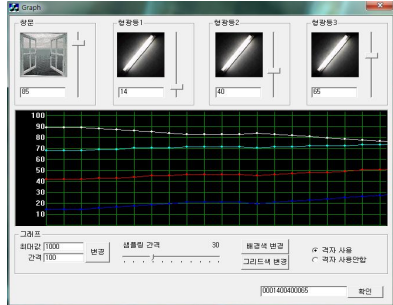 Graph
창문
형광등1
형광등2
형광등3
85
14
40
65
100
90
80
70
60
50
40
30
20
10
그래프
최대값 1000
간격 100
변경
샘플링 간격 30
배경색 변경
그리드색 변경
격자 사용
격자 사용안함
0001400400065
확인